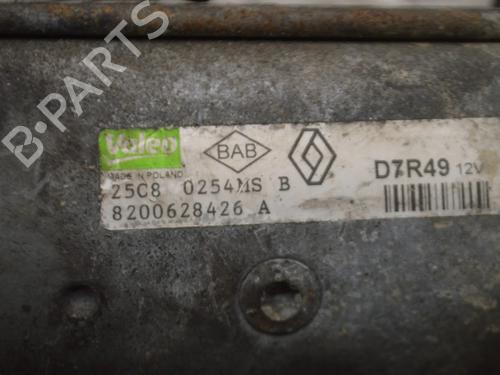 B-PARTS
Valeo
MADE IN POLAND
BAB
D7R49 12V
25C8 0254MS B
8200628426 A